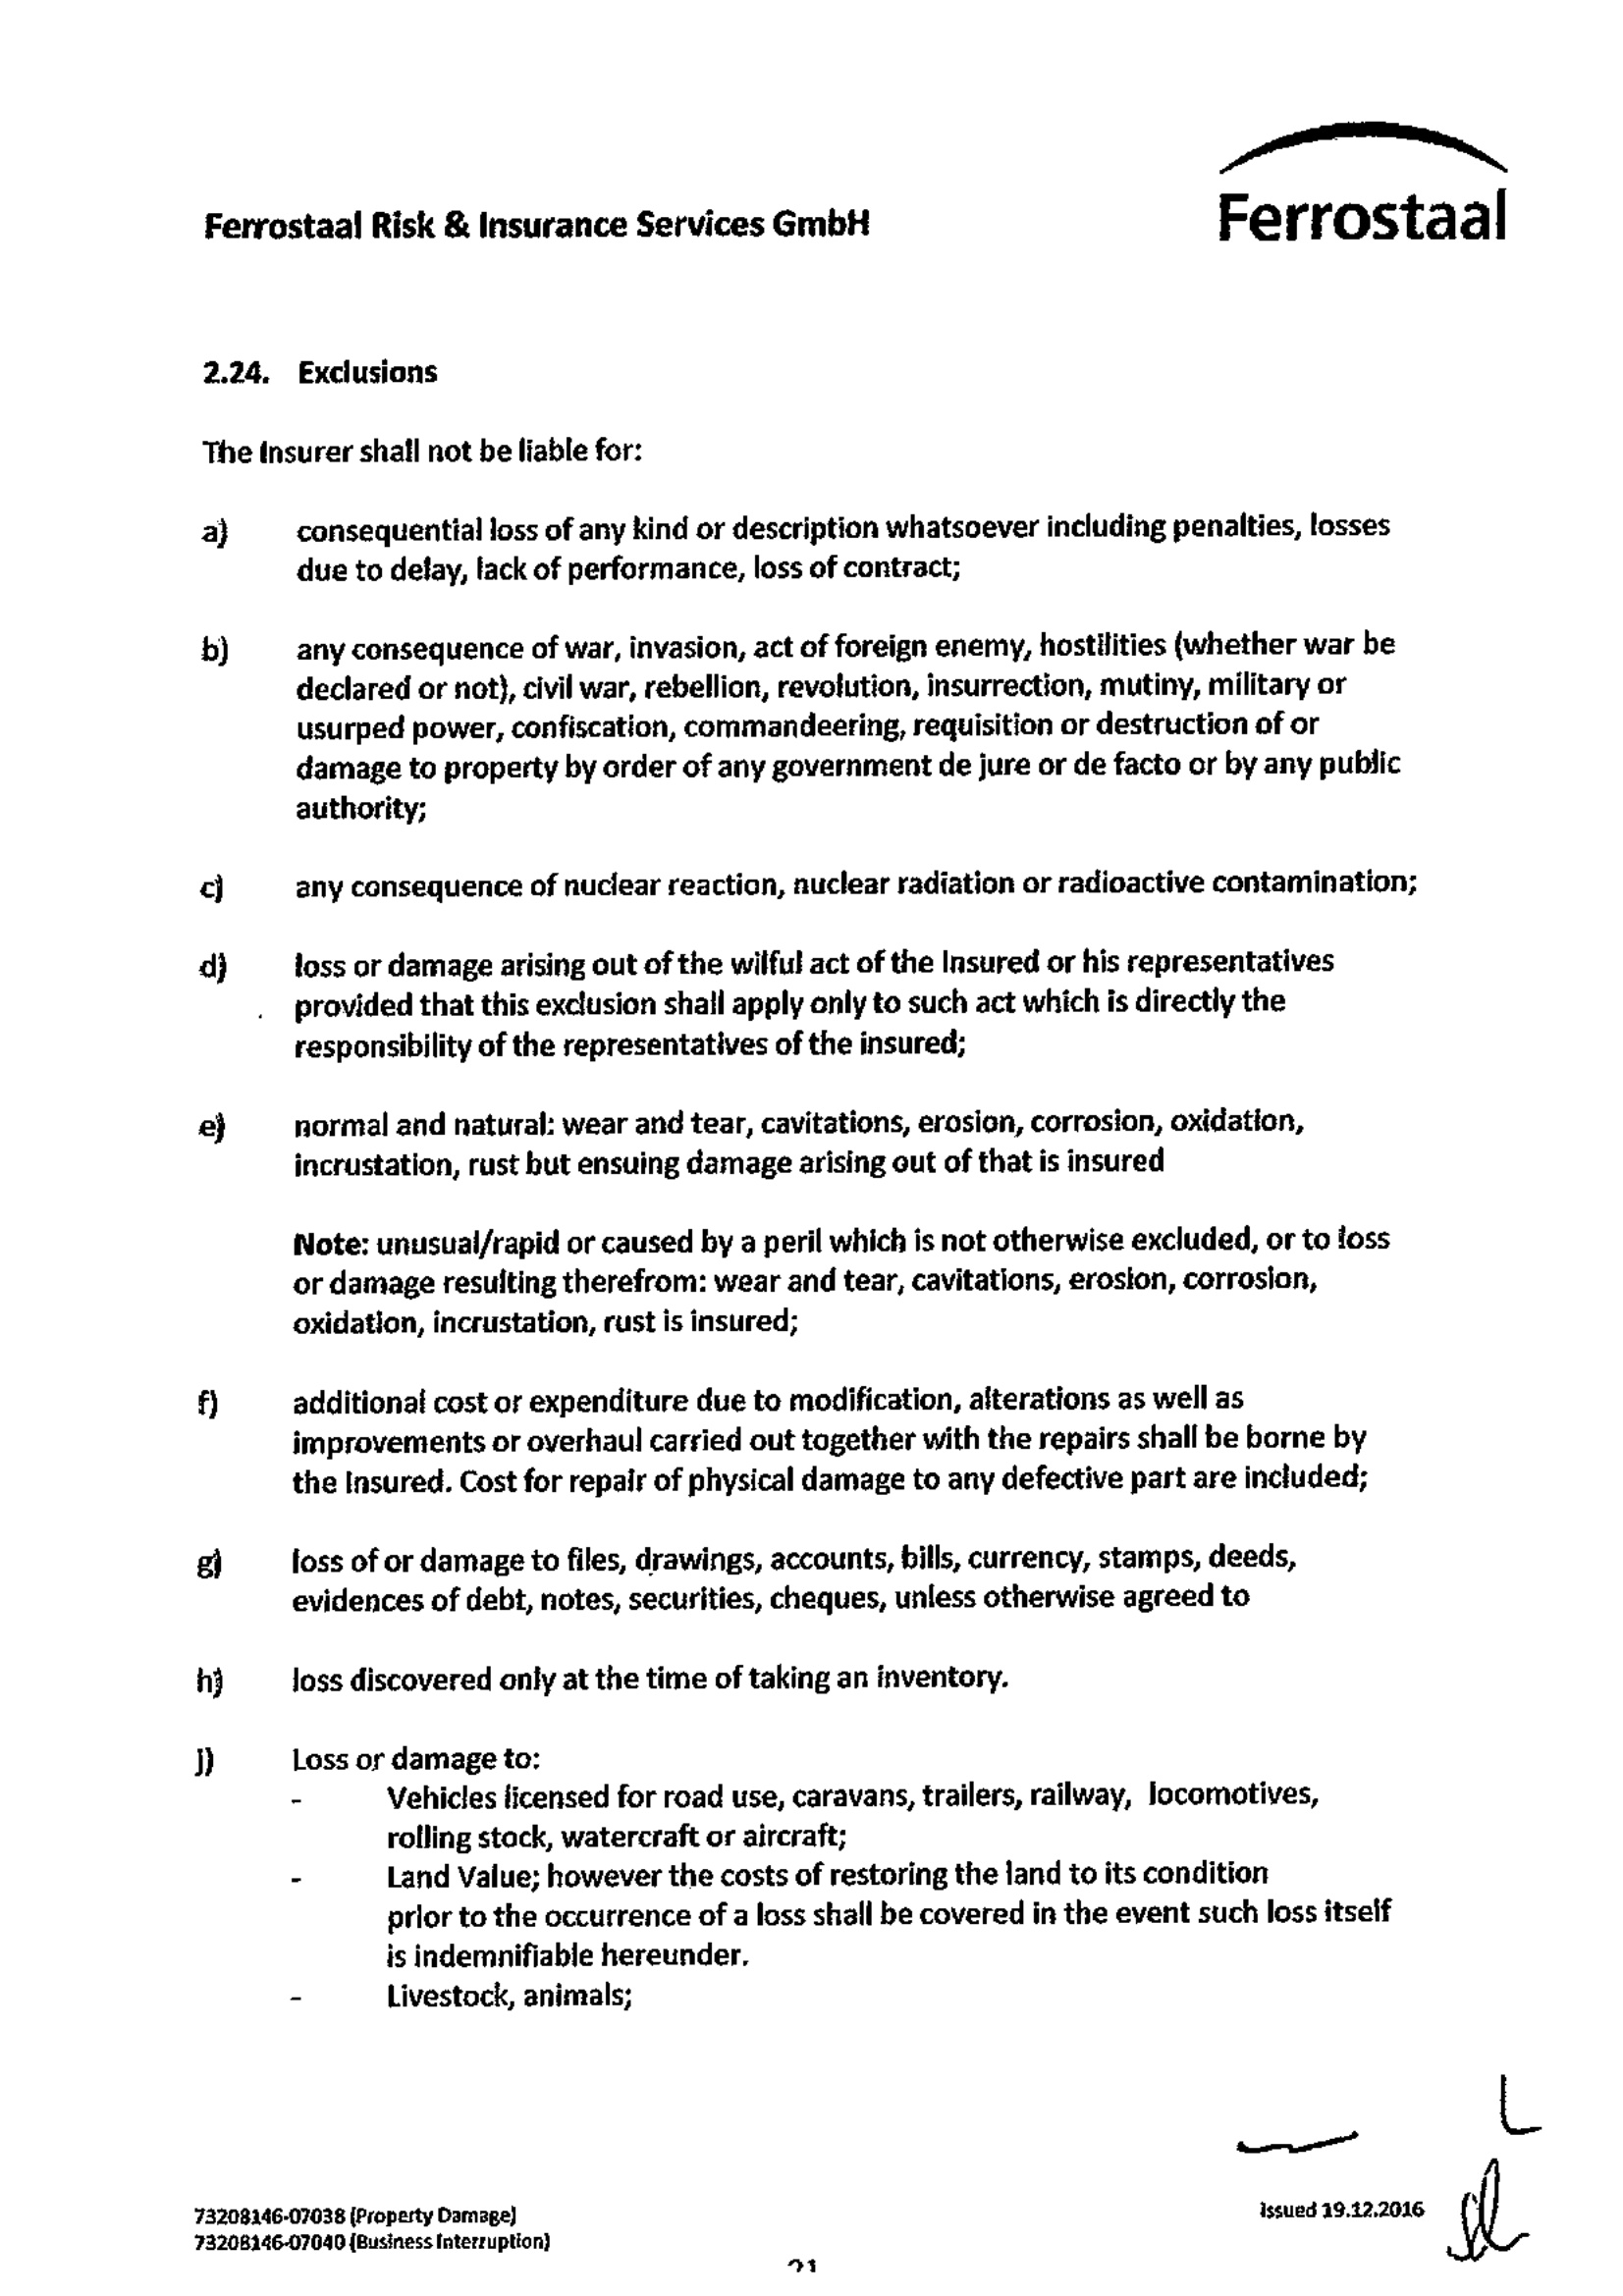 Ferrostaal Risk & Insurance Services GmbH
Ferrostaal
2.24. Exclusions
The Insurer shall not be liable for:
a) consequential loss of any kind or description whatsoever including penalties, losses
due to delay, lack of performance, loss of contract;
b) any consequence of war, invasion, act of foreign enemy, hostilities (whether war be
declared or not), civil war, rebellion, revolution, insurrection, mutiny, military or
usurped power, confiscation, commandeering, requisition or destruction of or
damage to property by order of any government de jure or de facto or by any public
authority;
c) any consequence of nuclear reaction, nuclear radiation or radioactive contamination;
d) loss or damage arising out of the wilful act of the Insured or his representatives
provided that this exclusion shall apply only to such act which is directly the
responsibility of the representatives of the insured;
e) normal and natural: wear and tear, cavitations, erosion, corrosion, oxidation,
incrustation, rust but ensuing damage arising out of that is insured
Note: unusual/rapid or caused by a peril which is not otherwise excluded, or to loss
or damage resulting therefrom: wear and tear, cavitations, erosion, corrosion,
oxidation, incrustation, rust is insured;
f) additional cost or expenditure due to modification, alterations as well as
improvements or overhaul carried out together with the repairs shall be borne by
the Insured. Cost for repair of physical damage to any defective part are included;
g) loss of or damage to files, drawings, accounts, bills, currency, stamps, deeds,
evidences of debt, notes, securities, cheques, unless otherwise agreed to
h) loss discovered only at the time of taking an inventory.
j) Loss or damage to:
- Vehicles licensed for road use, caravans, trailers, railway, locomotives,
rolling stock, watercraft or aircraft;
- Land Value; however the costs of restoring the land to its condition
prior to the occurrence of a loss shall be covered in the event such loss itself
is indemnifiable hereunder.
- Livestock, animals;
73208146-07038 (Property Damage)
73208146-07040 (Business Interruption)
Issued 19.12.2016